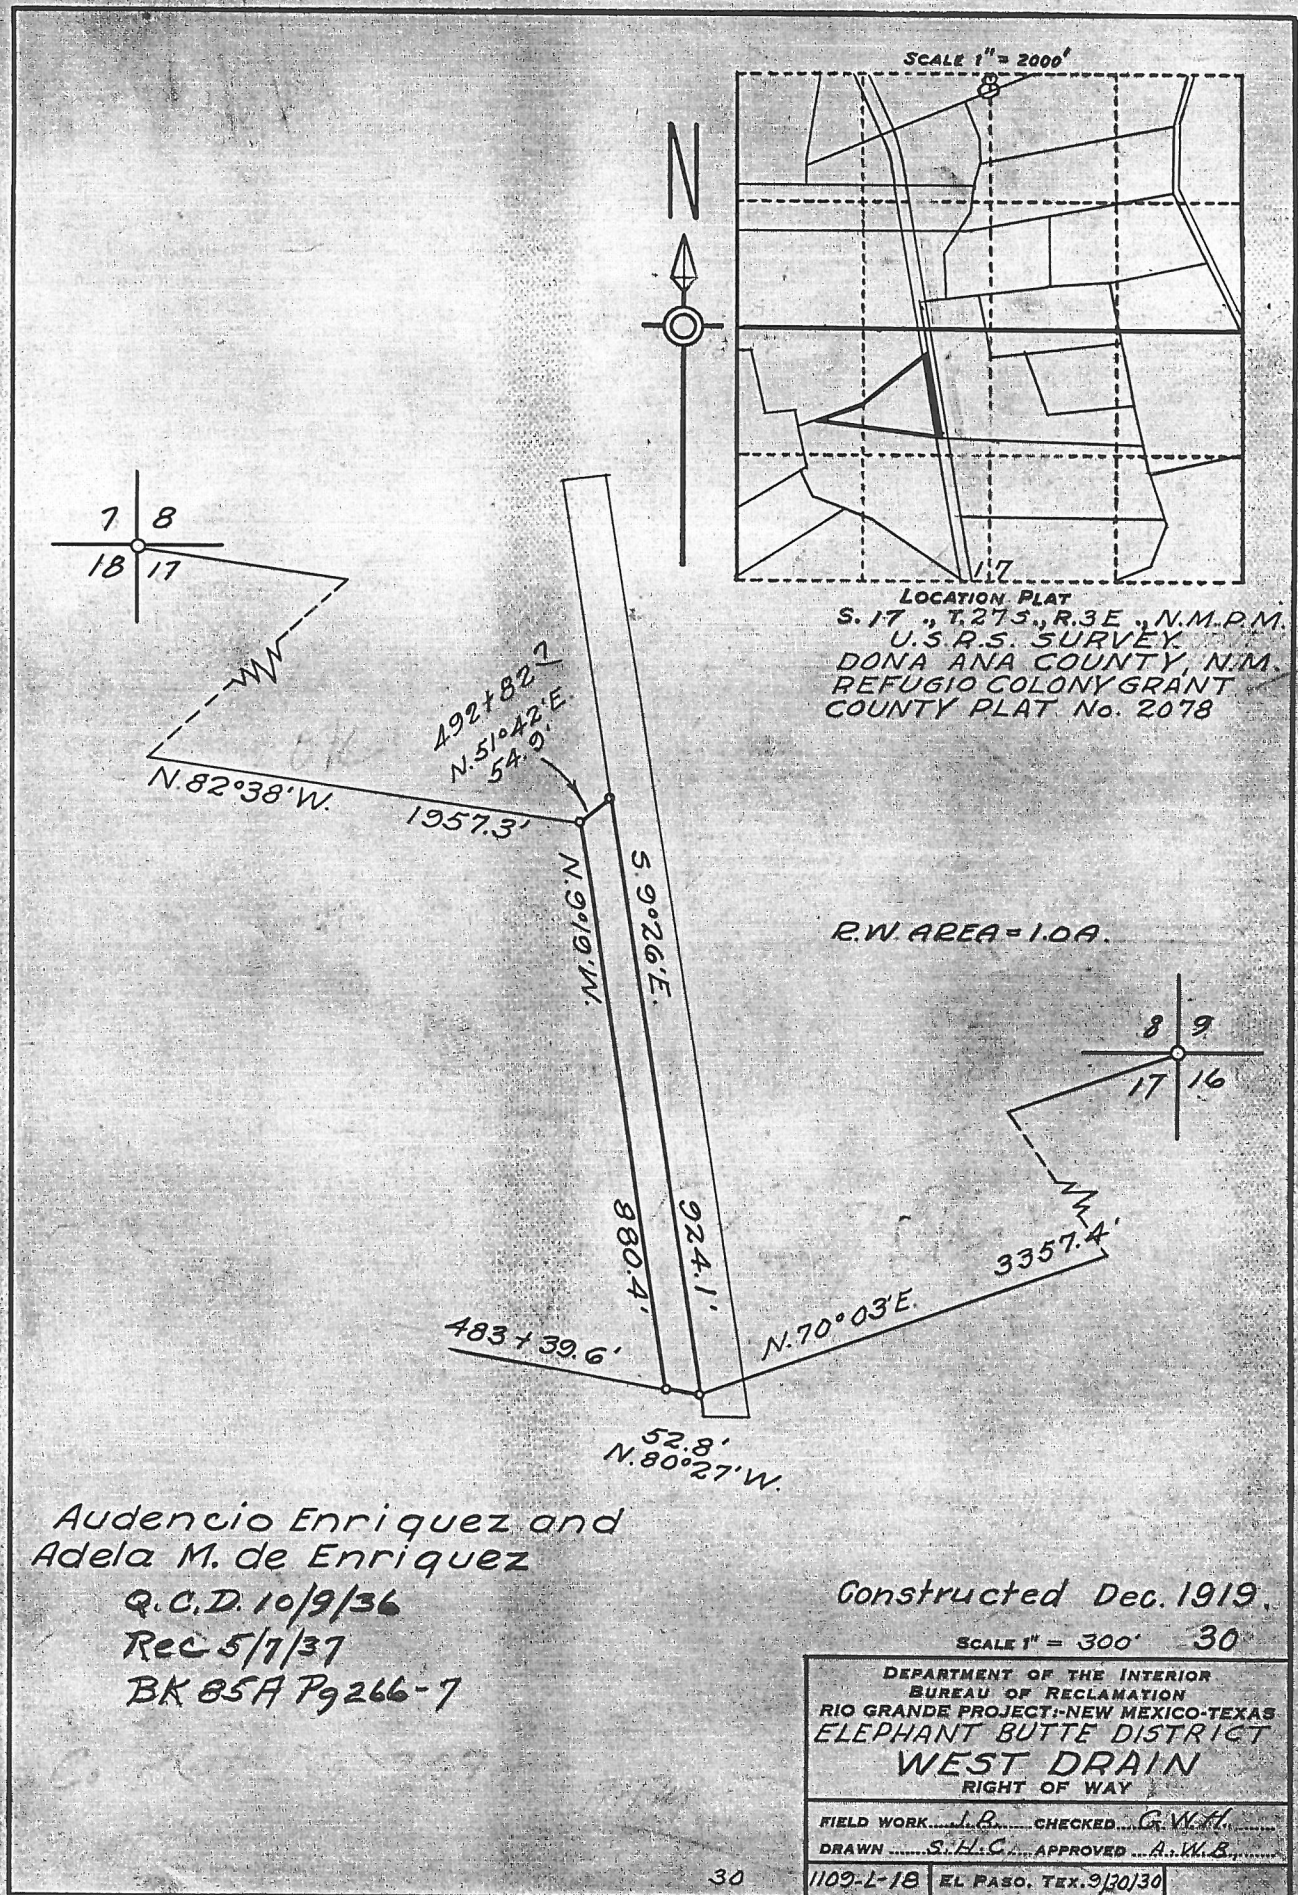 SCALE 1" = 2000'
N
8
17
LOCATION PLAT
S. 17 ., T. 27 S., R. 3 E ., N.M.P.M.
U.S.R.S. SURVEY
DONA ANA COUNTY, N.M.
REFUGIO COLONY GRANT
COUNTY PLAT No. 2078
7 8
18 17
492+82.7
N.51°42'E.
54.9'
OK
N.82°38'W.
1957.3'
N.9°19'W.
S.9°26'E.
R.W. AREA = 1.0A.
8 9
17 16
880.4'
924.1'
3357.4'
N.70°03'E.
483+39.6'
52.8'
N.80°27'W.
Audencio Enriquez and
Adela M. de Enriquez
Q.C.D. 10/9/36
Rec 5/7/37
BK 85A Pg 266-7
Constructed Dec. 1919.
SCALE 1" = 300' 30
DEPARTMENT OF THE INTERIOR
BUREAU OF RECLAMATION
RIO GRANDE PROJECT:-NEW MEXICO-TEXAS
ELEPHANT BUTTE DISTRICT
WEST DRAIN
RIGHT OF WAY
FIELD WORK J.B. CHECKED G.W.H.
DRAWN S.H.C. APPROVED A.W.B.
1109-L-18 EL PASO, TEX. 9/30/30
30